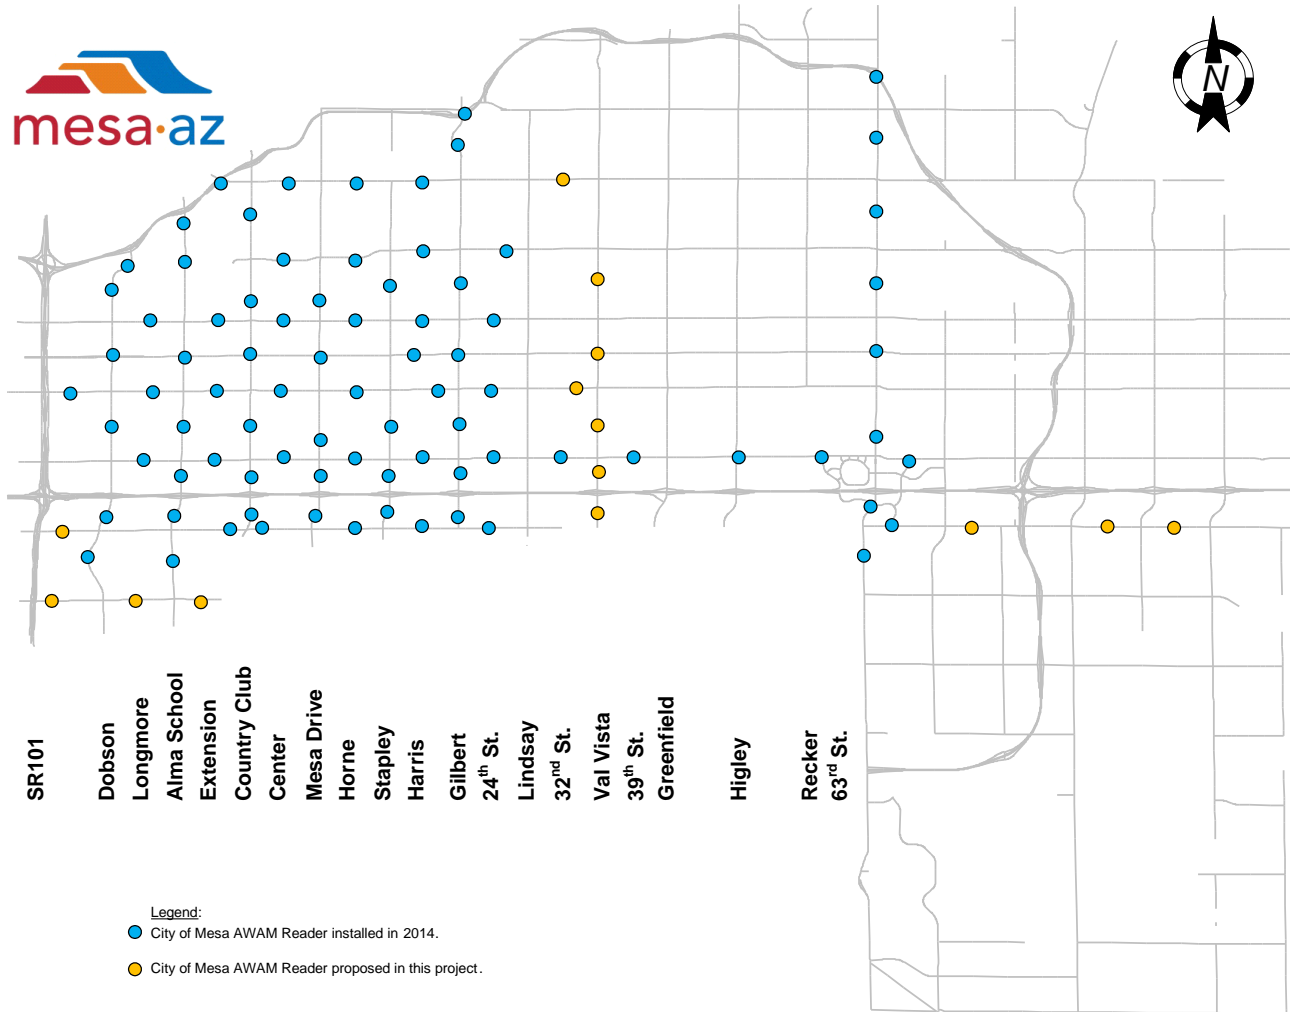 N
mesa·az
SR101
Dobson
Longmore
Alma School
Extension
Country Club
Center
Mesa Drive
Horne
Stapley
Harris
Gilbert
24th St.
Lindsay
32nd St.
Val Vista
39th St.
Greenfield
Higley
Recker
63rd St.
Legend:
City of Mesa AWAM Reader installed in 2014.
City of Mesa AWAM Reader proposed in this project.